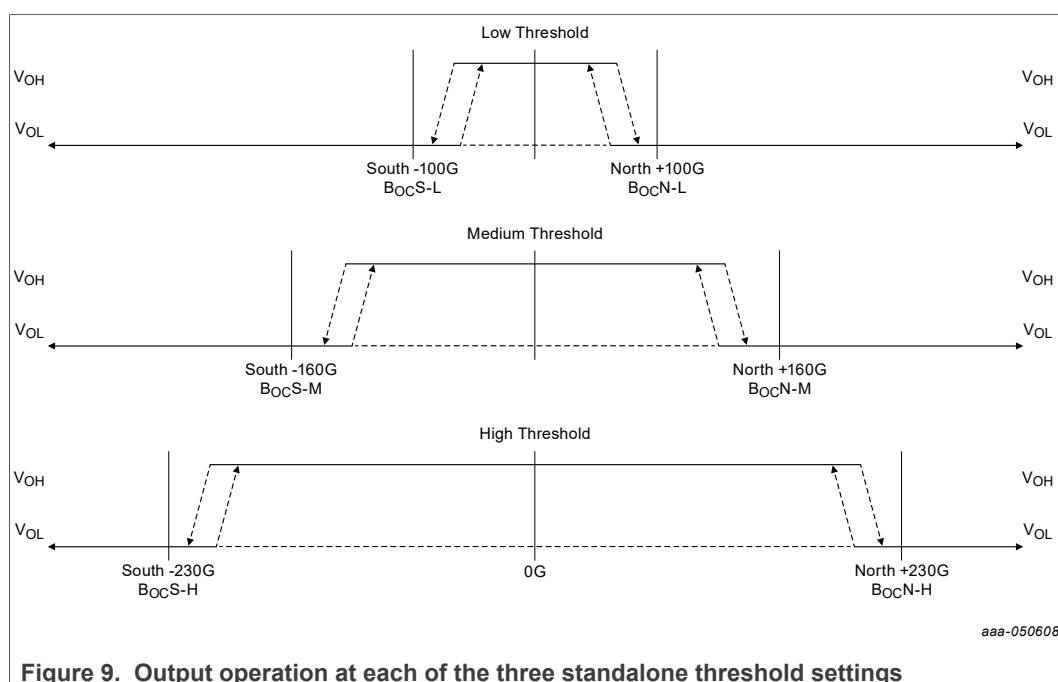 Low Threshold
VOH VOH
VOL VOL
South -100G North +100G
BOCS-L BOCN-L
Medium Threshold
VOH VOH
VOL VOL
South -160G North +160G
BOCS-M BOCN-M
High Threshold
VOH VOH
VOL VOL
South -230G 0G North +230G
BOCS-H BOCN-H
aaa-050608
Figure 9. Output operation at each of the three standalone threshold settings